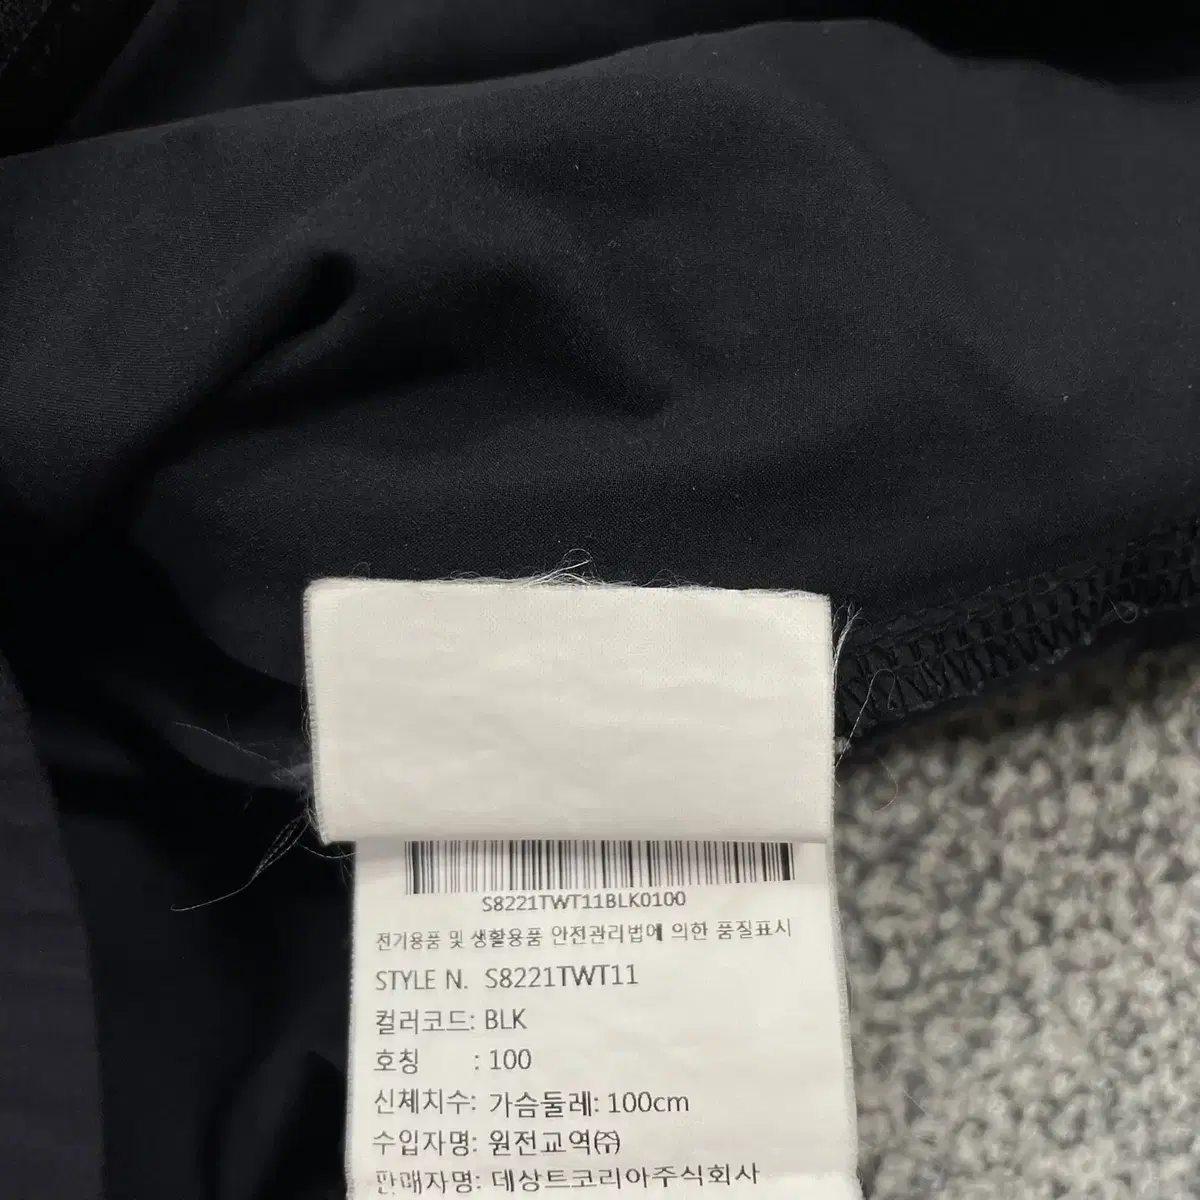 S8221TWT11BLK0100
전기용품 및 생활용품 안전관리법에 의한 품질표시
STYLE N. S8221TWT11
컬러코드: BLK
호칭 : 100
신체치수: 가슴둘레: 100cm
수입자명: 원전교역㈜
판매자명: 데상트코리아주식회사